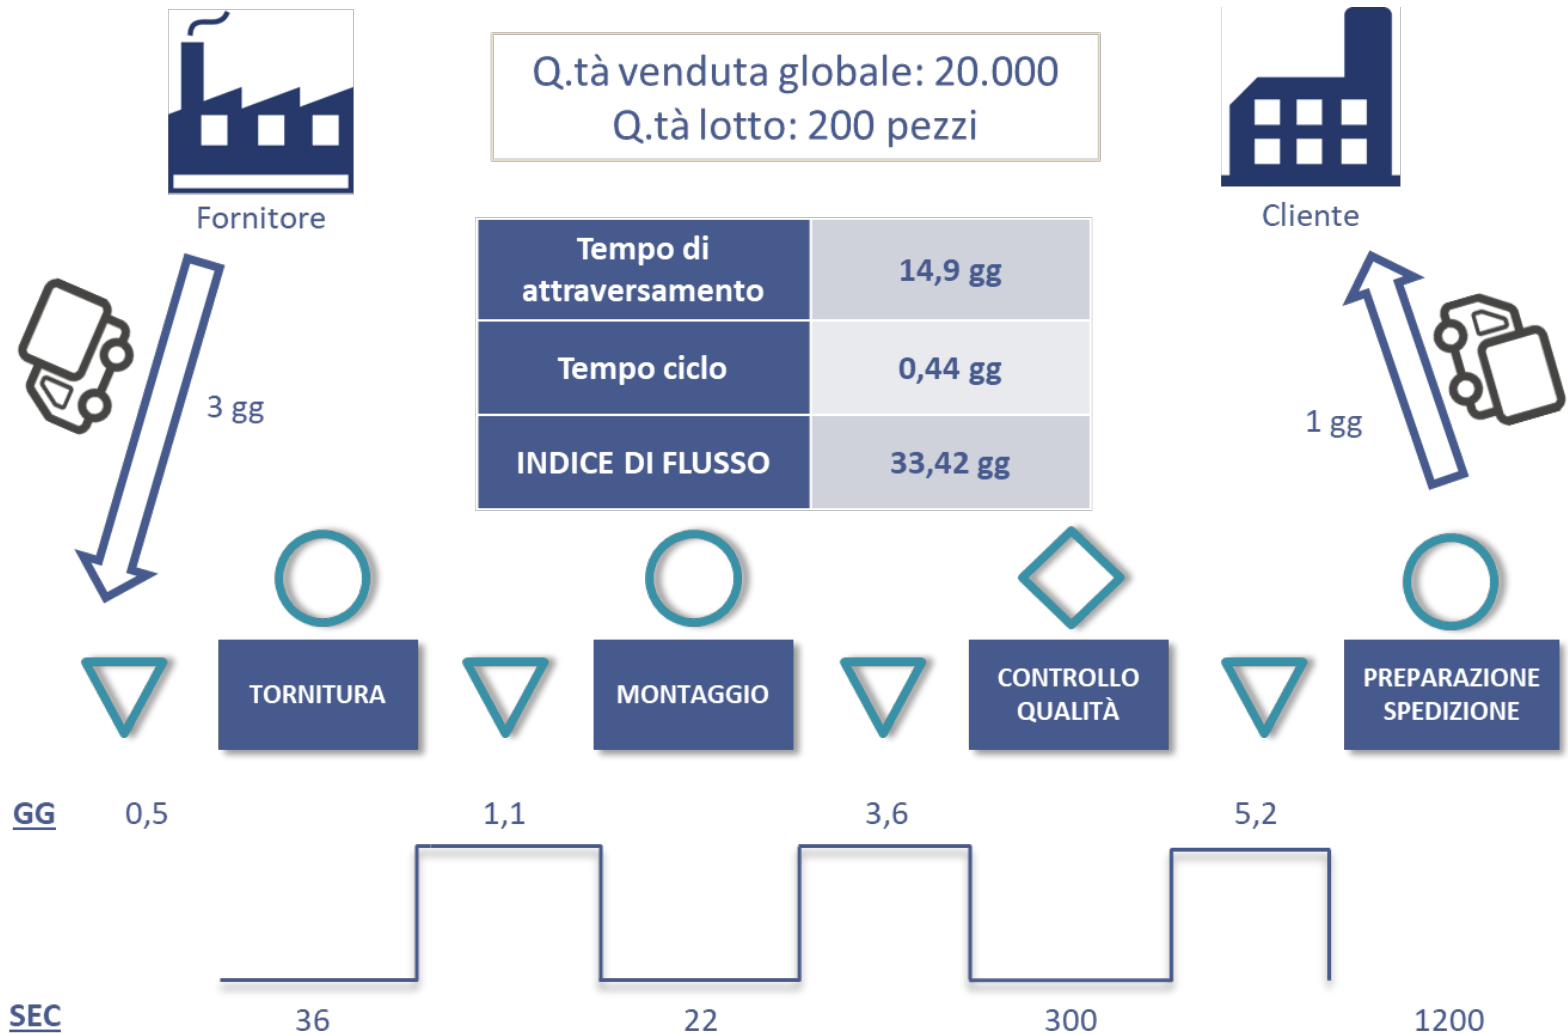 Q.tà venduta globale: 20.000
Q.tà lotto: 200 pezzi
Fornitore
Cliente
Tempo di
attraversamento
14,9 gg
Tempo ciclo
0,44 gg
INDICE DI FLUSSO
33,42 gg
3 gg
1 gg
TORNITURA
MONTAGGIO
CONTROLLO
QUALITÀ
PREPARAZIONE
SPEDIZIONE
GG 0,5 1,1 3,6 5,2
SEC 36 22 300 1200